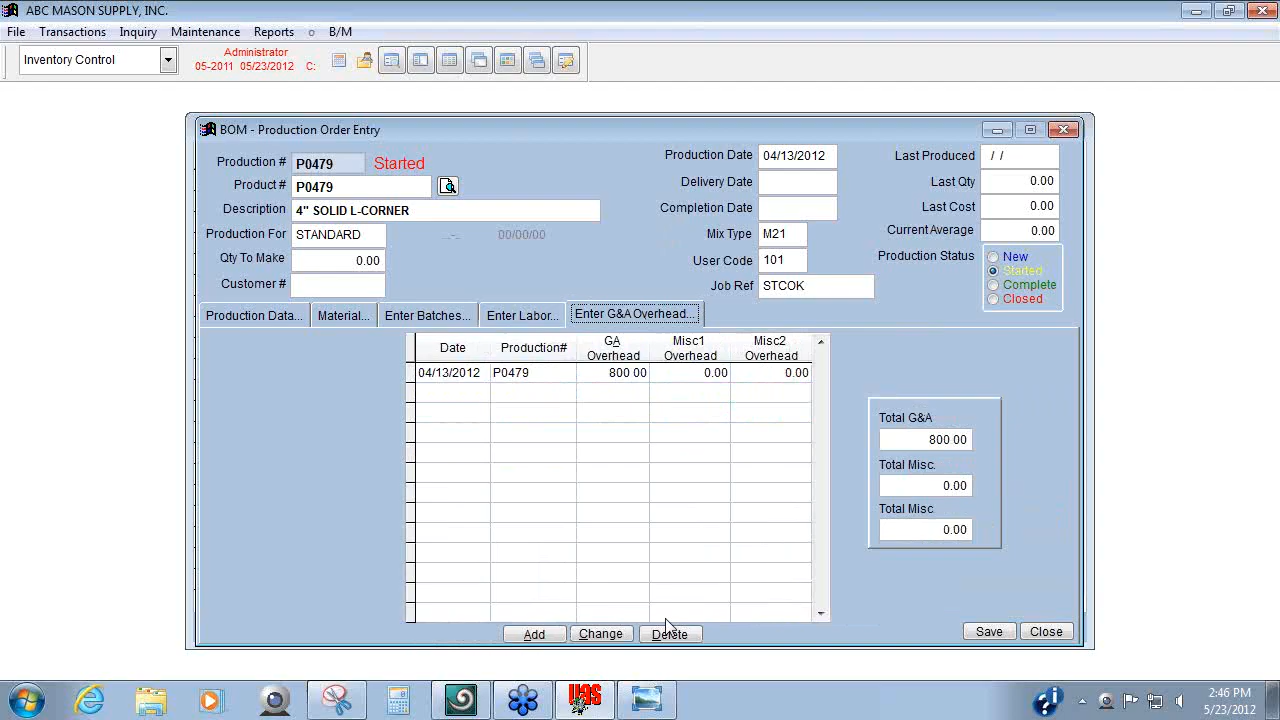 ABC MASON SUPPLY, INC.
File Transactions Inquiry Maintenance Reports o B/M
Inventory Control
Administrator
05-2011 05/23/2012 C:
BOM - Production Order Entry
Production # P0479 Started
Product # P0479
Description 4" SOLID L-CORNER
Production For STANDARD -.- 00/00/00
Qty To Make 0.00
Customer #
Production Date 04/13/2012
Delivery Date
Completion Date
Mix Type M21
User Code 101
Job Ref STCOK
Last Produced / /
Last Qty 0.00
Last Cost 0.00
Current Average 0.00
Production Status
New
Started
Complete
Closed
Production Data... Material... Enter Batches... Enter Labor... Enter G&A Overhead...
Date Production# GA Overhead Misc1 Overhead Misc2 Overhead
04/13/2012 P0479 800 00 0.00 0.00
Total G&A
800 00
Total Misc.
0.00
Total Misc
0.00
Add Change Delete
Save Close
UGS
2:46 PM
5/23/2012